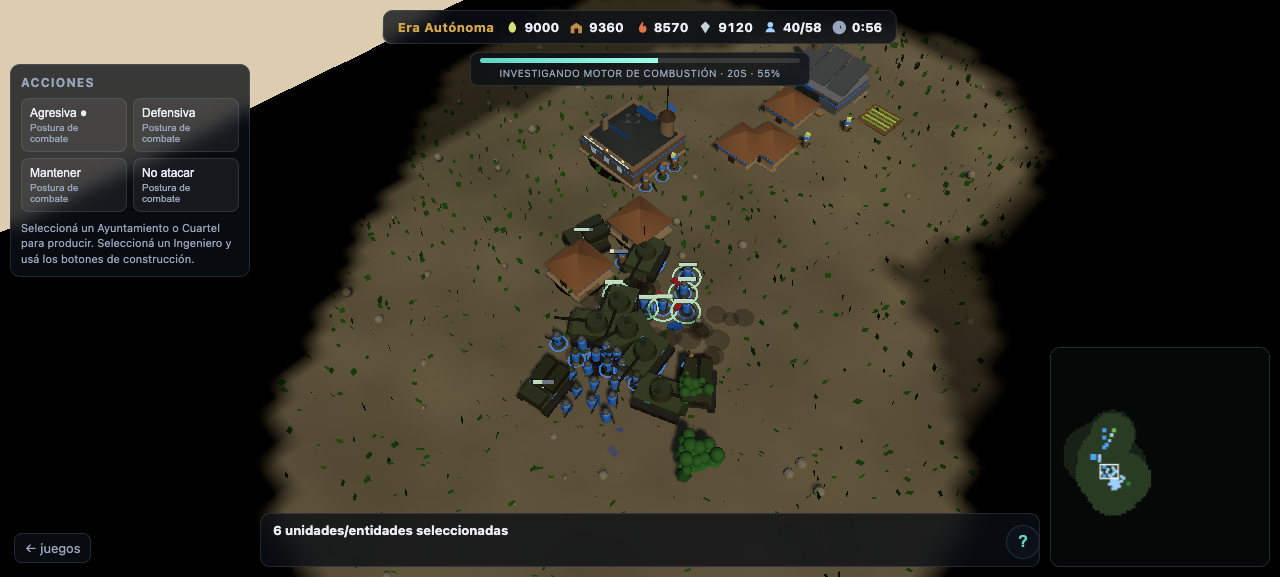 Era Autónoma 9000 9360 8570 9120 40/58 0:56
INVESTIGANDO MOTOR DE COMBUSTIÓN · 20S · 55%
ACCIONES
Agresiva ●
Postura de
combate
Defensiva
Postura de
combate
Mantener
Postura de
combate
No atacar
Postura de
combate
Seleccioná un Ayuntamiento o Cuartel
para producir. Seleccioná un Ingeniero y
usá los botones de construcción.
6 unidades/entidades seleccionadas
?
← juegos